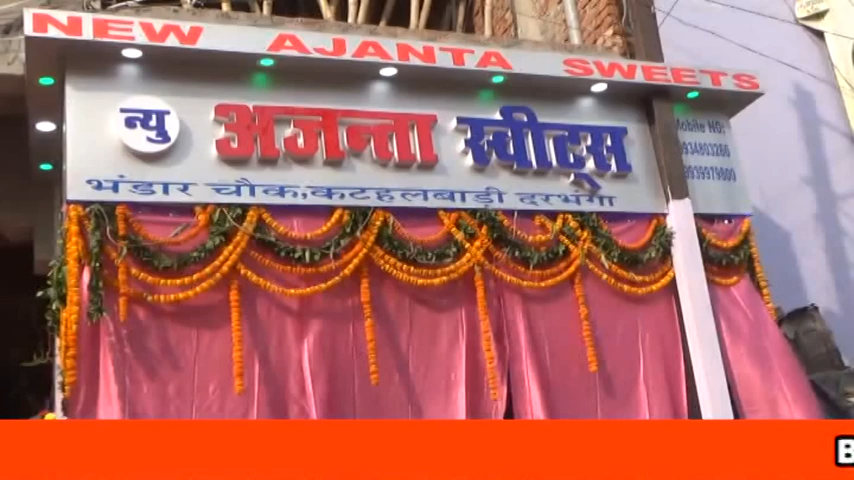 NEW AJANTA SWEETS
न्यु अजन्ता स्वीट्स
भंडार चौक,कटहलबाड़ी दरभंगा
Mobile No:
B